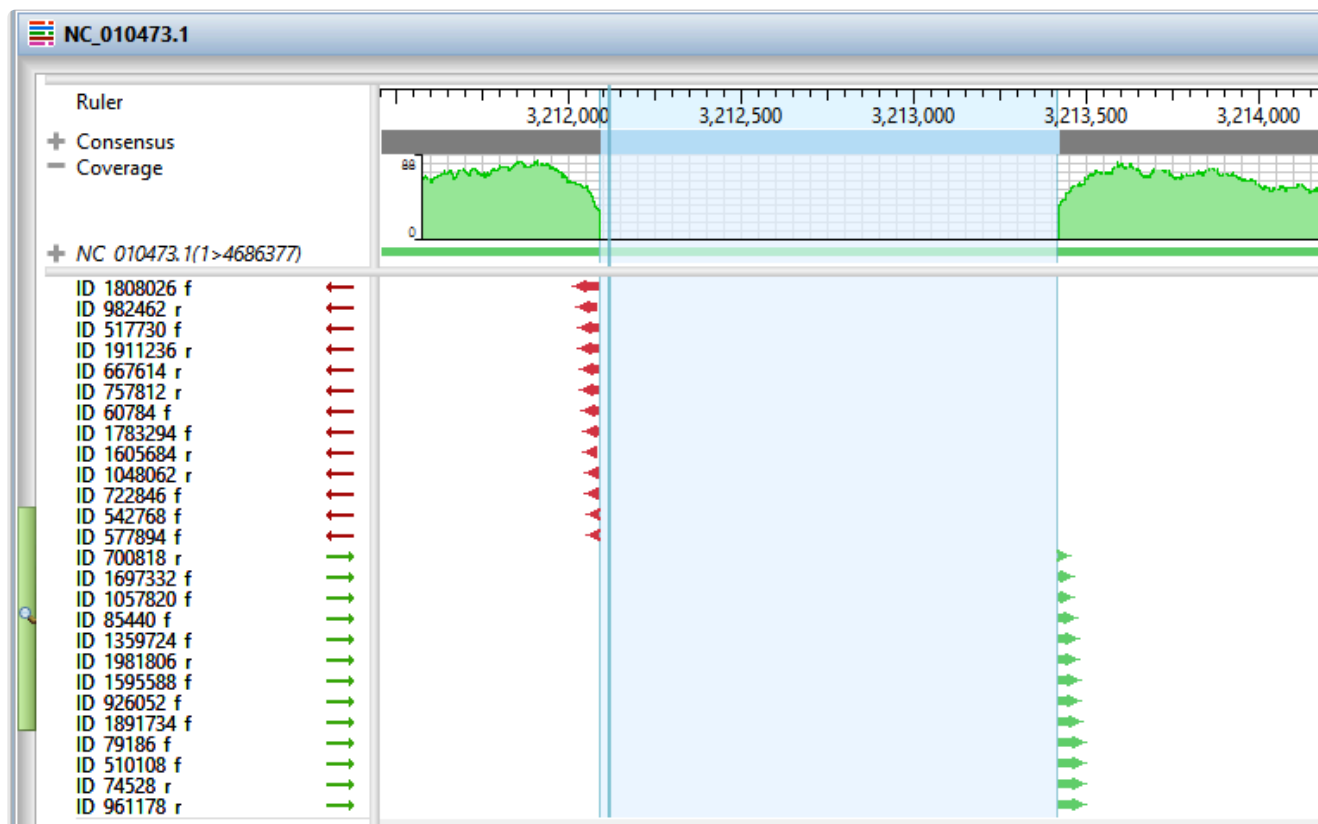 NC_010473.1
Ruler
3,212,000 3,212,500 3,213,000 3,213,500 3,214,000
Consensus
Coverage
88
0
NC_010473.1(1>4686377)
ID 1808026 f
ID 982462 r
ID 517730 f
ID 1911236 r
ID 667614 r
ID 757812 r
ID 60784 f
ID 1783294 f
ID 1605684 r
ID 1048062 r
ID 722846 f
ID 542768 f
ID 577894 f
ID 700818 r
ID 1697332 f
ID 1057820 f
ID 85440 f
ID 1359724 f
ID 1981806 r
ID 1595588 f
ID 926052 f
ID 1891734 f
ID 79186 f
ID 510108 f
ID 74528 r
ID 961178 r